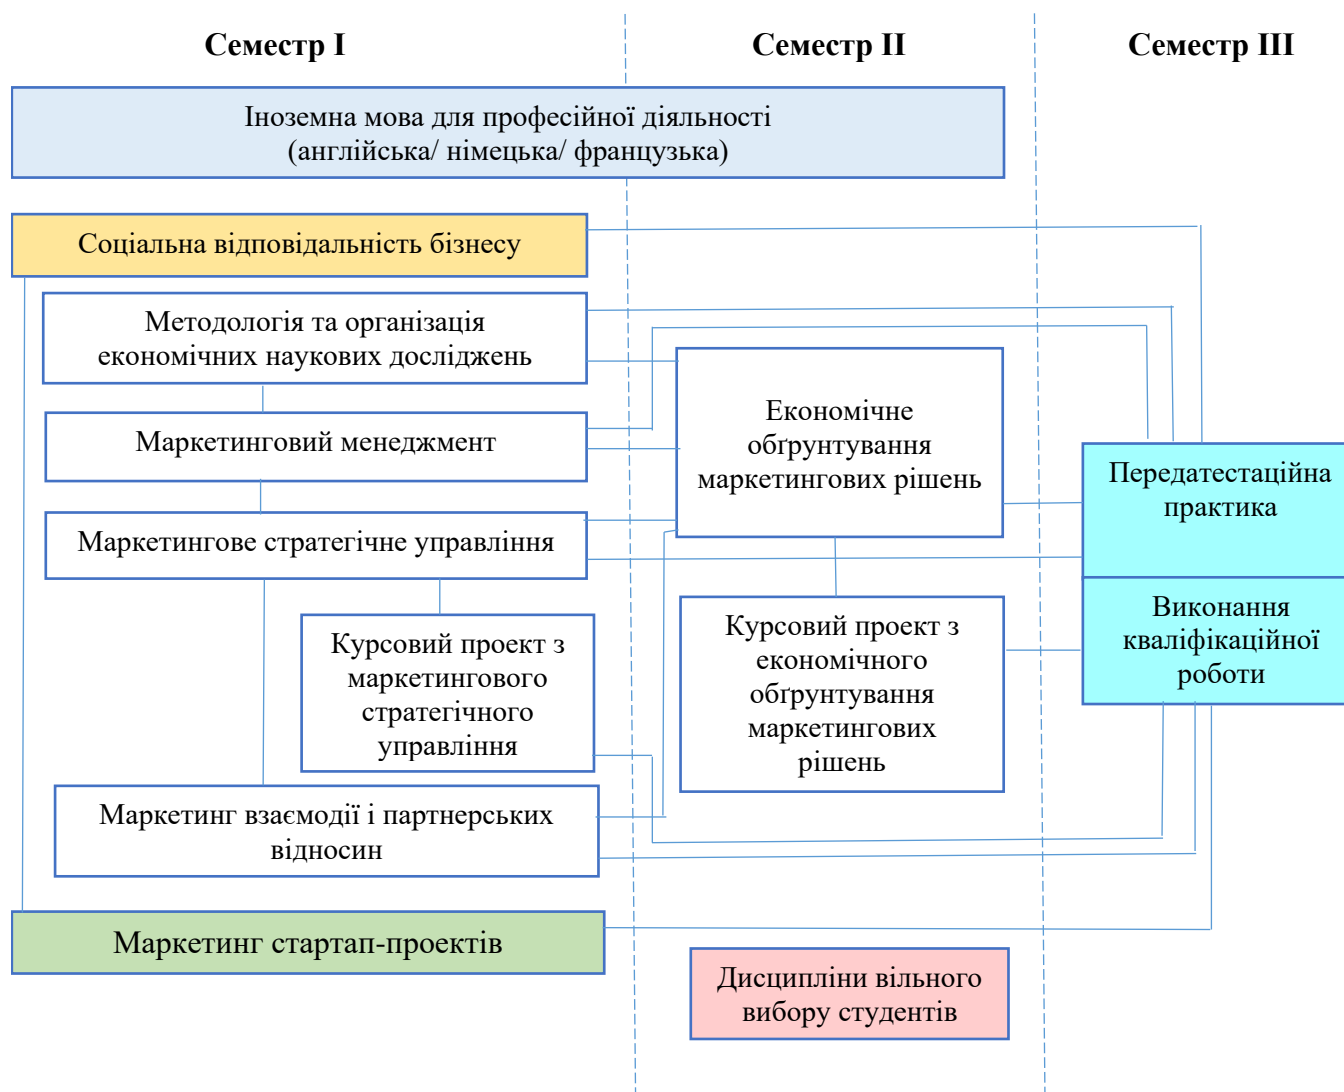 Семестр I
Семестр II
Семестр III
Іноземна мова для професійної діяльності
(англійська/ німецька/ французька)
Соціальна відповідальність бізнесу
Методологія та організація
економічних наукових досліджень
Маркетинговий менеджмент
Маркетингове стратегічне управління
Курсовий проект з
маркетингового
стратегічного
управління
Маркетинг взаємодії і партнерських
відносин
Маркетинг стартап-проектів
Економічне
обґрунтування
маркетингових рішень
Курсовий проект з
економічного
обґрунтування
маркетингових
рішень
Дисципліни вільного
вибору студентів
Передатестаційна
практика
Виконання
кваліфікаційної
роботи